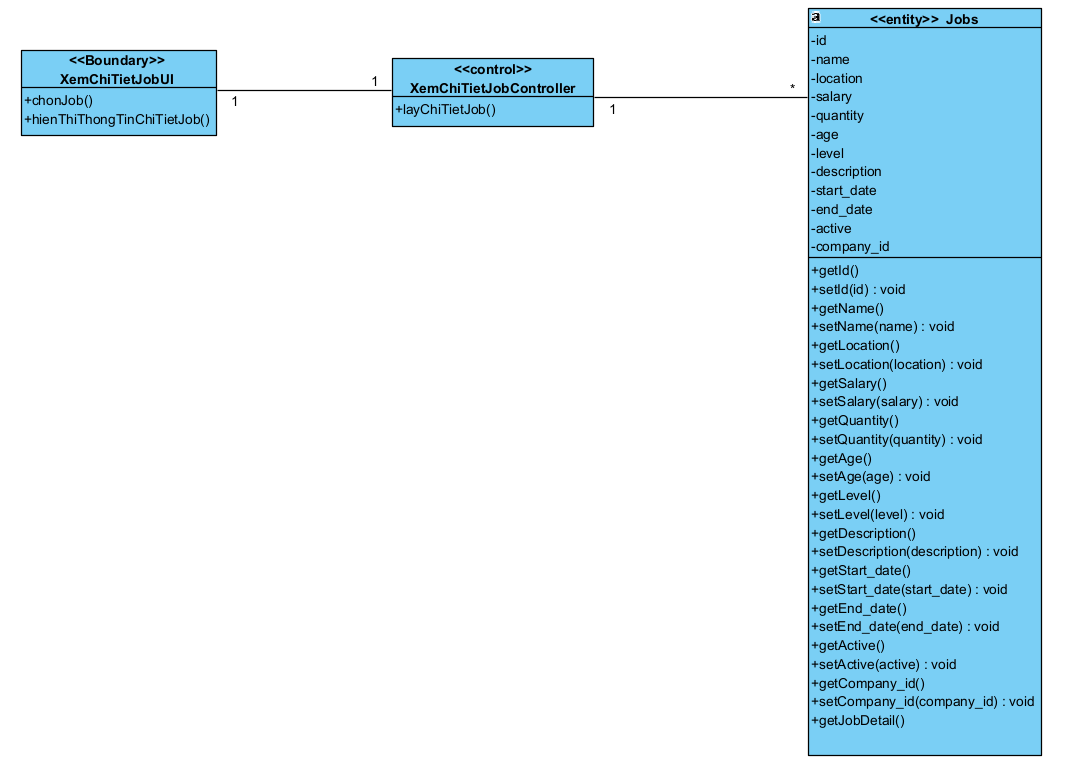 <<Boundary>>
XemChiTietJobUI
+chonJob()
+hienThiThongTinChiTietJob()
1
1
<<control>>
XemChiTietJobController
+layChiTietJob()
1
*
a
<<entity>> Jobs
-id
-name
-location
-salary
-quantity
-age
-level
-description
-start_date
-end_date
-active
-company_id
+getId()
+setId(id) : void
+getName()
+setName(name) : void
+getLocation()
+setLocation(location) : void
+getSalary()
+setSalary(salary) : void
+getQuantity()
+setQuantity(quantity) : void
+getAge()
+setAge(age) : void
+getLevel()
+setLevel(level) : void
+getDescription()
+setDescription(description) : void
+getStart_date()
+setStart_date(start_date) : void
+getEnd_date()
+setEnd_date(end_date) : void
+getActive()
+setActive(active) : void
+getCompany_id()
+setCompany_id(company_id) : void
+getJobDetail()